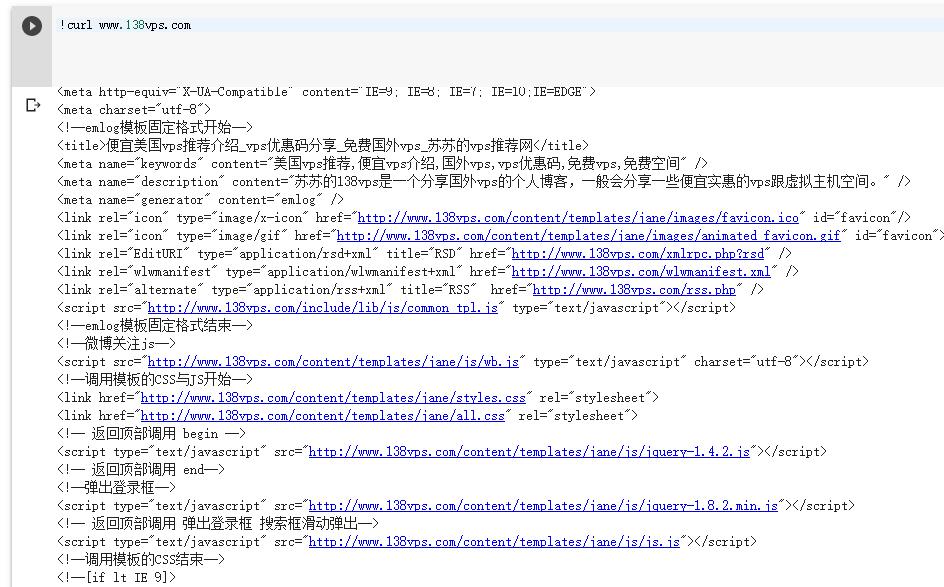 !curl www.138vps.com
<meta http-equiv="X-UA-Compatible" content="IE=9; IE=8; IE=7; IE=10;IE=EDGE">
<meta charset="utf-8">
<!--emlog模板固定格式开始-->
<title>便宜美国vps推荐介绍_vps优惠码分享_免费国外vps_苏苏的vps推荐网</title>
<meta name="keywords" content="美国vps推荐,便宜vps介绍,国外vps,vps优惠码,免费vps,免费空间" />
<meta name="description" content="苏苏的138vps是一个分享国外vps的个人博客，一般会分享一些便宜实惠的vps跟虚拟主机空间。" />
<meta name="generator" content="emlog" />
<link rel="icon" type="image/x-icon" href="http://www.138vps.com/content/templates/jane/images/favicon.ico" id="favicon"/>
<link rel="icon" type="image/gif" href="http://www.138vps.com/content/templates/jane/images/animated_favicon.gif" id="favicon">
<link rel="EditURI" type="application/rsd+xml" title="RSD" href="http://www.138vps.com/xmlrpc.php?rsd" />
<link rel="wlwmanifest" type="application/wlwmanifest+xml" href="http://www.138vps.com/wlwmanifest.xml" />
<link rel="alternate" type="application/rss+xml" title="RSS"  href="http://www.138vps.com/rss.php" />
<script src="http://www.138vps.com/include/lib/js/common_tpl.js" type="text/javascript"></script>
<!--emlog模板固定格式结束-->
<!--微博关注js-->
<script src="http://www.138vps.com/content/templates/jane/js/wb.js" type="text/javascript" charset="utf-8"></script>
<!--调用模板的CSS与JS开始-->
<link href="http://www.138vps.com/content/templates/jane/styles.css" rel="stylesheet">
<link href="http://www.138vps.com/content/templates/jane/all.css" rel="stylesheet">
<!-- 返回顶部调用 begin -->
<script type="text/javascript" src="http://www.138vps.com/content/templates/jane/js/jquery-1.4.2.js"></script>
<!-- 返回顶部调用 end-->
<!--弹出登录框-->
<script type="text/javascript" src="http://www.138vps.com/content/templates/jane/js/jquery-1.8.2.min.js"></script>
<!-- 返回顶部调用 弹出登录框 搜索框滑动弹出-->
<script type="text/javascript" src="http://www.138vps.com/content/templates/jane/js/js.js"></script>
<!--调用模板的CSS结束-->
<!--[if lt IE 9]>